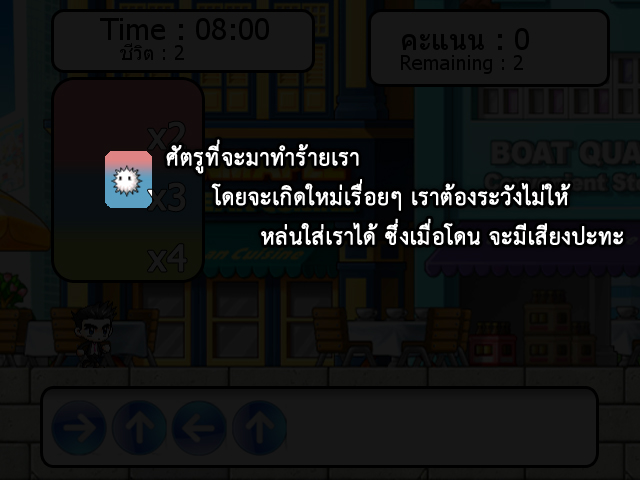 Time : 08:00
ชีวิต : 2
คะแนน : 0
Remaining : 2
x2
x3
x4
ศัตรูที่จะมาทำร้ายเรา
โดยจะเกิดใหม่เรื่อยๆ เราต้องระวังไม่ให้
หล่นใส่เราได้ ซึ่งเมื่อโดน จะมีเสียงปะทะ
BOAT QUA